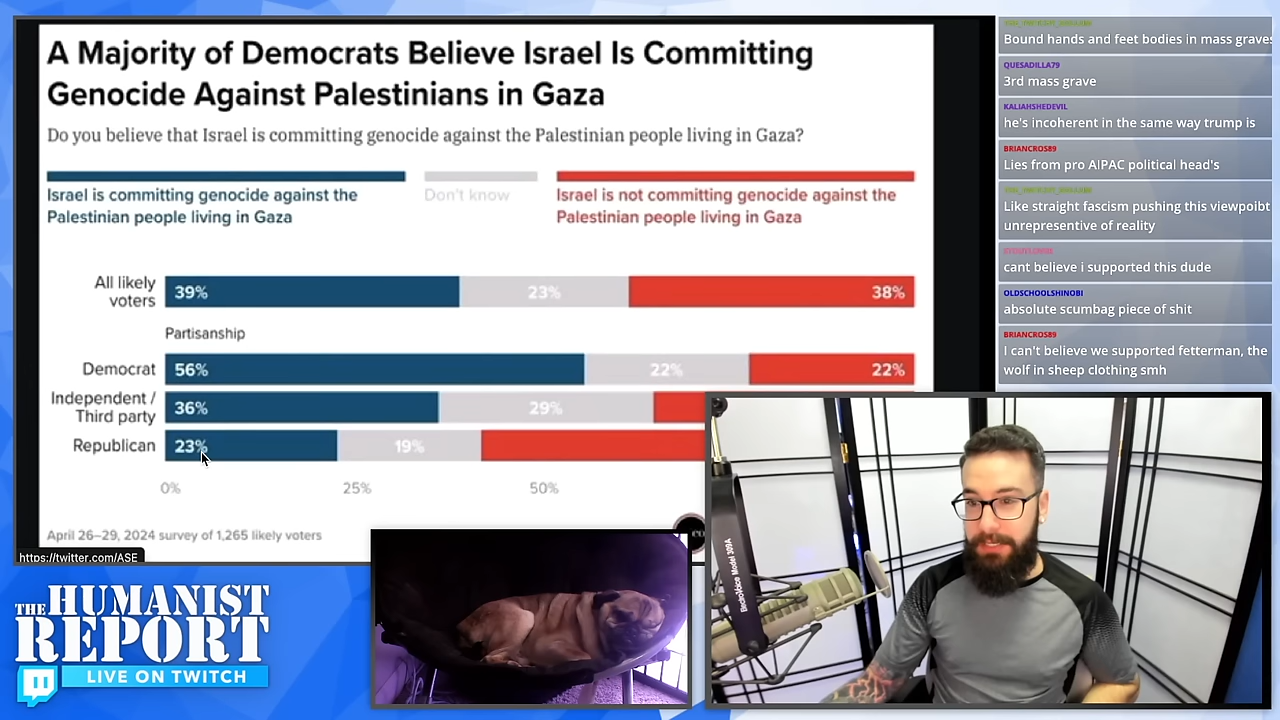 A Majority of Democrats Believe Israel Is Committing
Genocide Against Palestinians in Gaza
Do you believe that Israel is committing genocide against the Palestinian people living in Gaza?
Israel is committing genocide against the
Palestinian people living in Gaza
Don't know
Israel is not committing genocide against the
Palestinian people living in Gaza
All likely
voters
39%
23%
38%
Partisanship
Democrat
56%
22%
22%
Independent /
Third party
36%
29%
Republican
23%
19%
0%
25%
50%
April 26–29, 2024 survey of 1,265 likely voters
https://twitter.com/ASE
THE
HUMANIST
REPORT
LIVE ON TWITCH
Bound hands and feet bodies in mass graves
QUESADILLA79
3rd mass grave
KALIAHSHEDEVIL
he's incoherent in the same way trump is
BRIANCROS89
Lies from pro AIPAC political head's
Like straight fascism pushing this viewpoibt
unrepresentive of reality
cant believe i supported this dude
OLDSCHOOLSHINOBI
absolute scumbag piece of shit
BRIANCROS89
I can't believe we supported fetterman, the
wolf in sheep clothing smh
ElectroVoice Model 309A